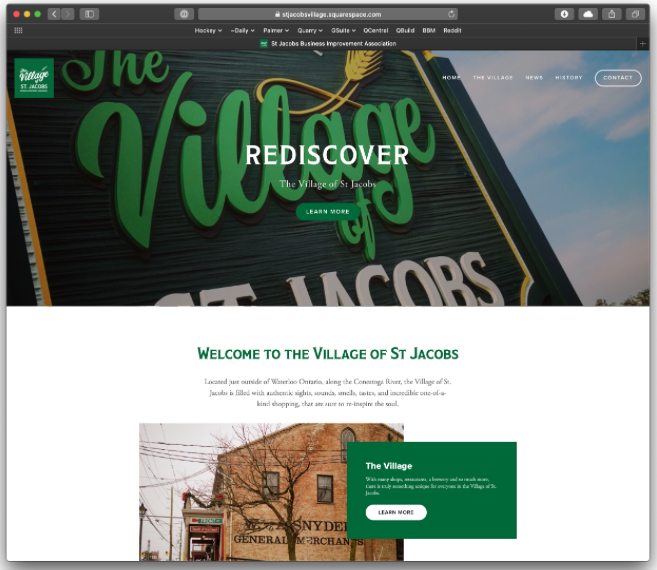 stjacobsvillage.squarespace.com
Hockey ~Daily Palmer Quarry GSuite QCentral QBuild BBM Reddit
St Jacobs Business Improvement Association
the Village
ST JACOBS
HOME THE VILLAGE NEWS HISTORY CONTACT
The
Village
of
ST. JACOBS
REDISCOVER
The Village of St Jacobs
LEARN MORE
WELCOME TO THE VILLAGE OF ST JACOBS
Located just outside of Waterloo Ontario, along the Conestoga River, the Village of St.
Jacobs is filled with authentic sights, sounds, smells, tastes, and incredible one-of-a-
kind shopping, that are sure to re-inspire the soul.
The Village
With many shops, restaurants, a brewery and so much more,
there is truly something unique for everyone in the Village of St.
Jacobs.
LEARN MORE
SNYDER
GENERAL MERCHANT